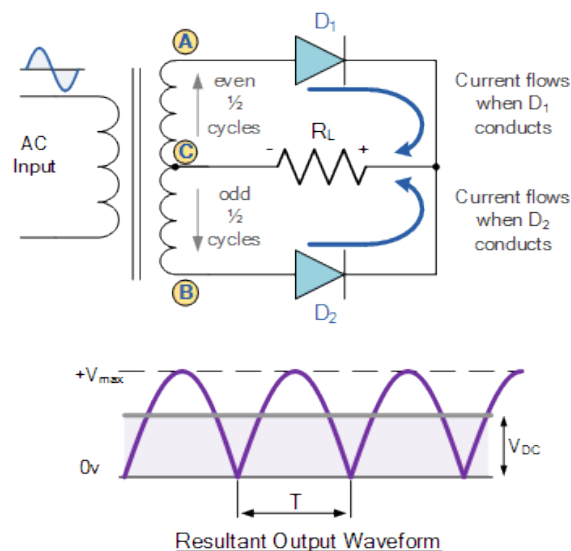 A
D1
AC
Input
even
½
cycles
Current flows
when D1
conducts
C
- RL +
odd
½
cycles
Current flows
when D2
conducts
B
D2
+Vmax
0v
VDC
T
Resultant Output Waveform